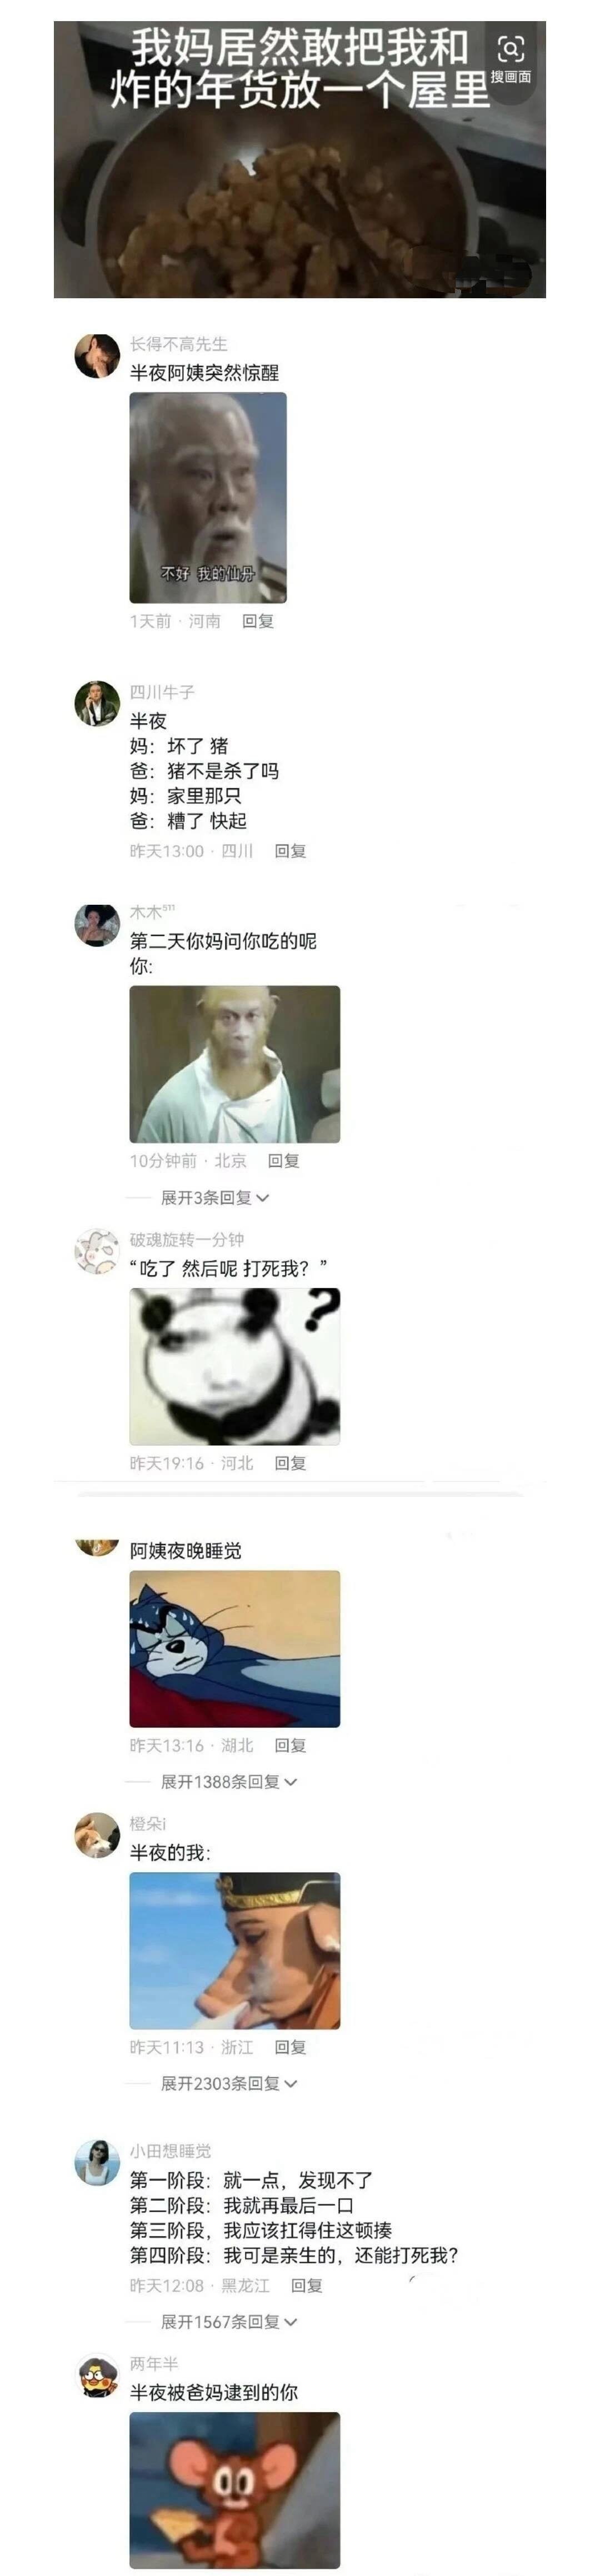 我妈居然敢把我和
炸的年货放一个屋里
搜画面
长得不高先生
半夜阿姨突然惊醒
不好 我的仙丹
1天前 · 河南 回复
四川牛子
半夜
妈：坏了 猪
爸：猪不是杀了吗
妈：家里那只
爸：糟了 快起
昨天13:00 · 四川 回复
木木⁵¹¹
第二天你妈问你吃的呢
你:
10分钟前 · 北京 回复
展开3条回复
破魂旋转一分钟
“吃了 然后呢 打死我？”
?
昨天19:16 · 河北 回复
阿姨夜晚睡觉
昨天13:16 · 湖北 回复
展开1388条回复
橙朵i
半夜的我:
昨天11:13 · 浙江 回复
展开2303条回复
小田想睡觉
第一阶段：就一点，发现不了
第二阶段：我就再最后一口
第三阶段，我应该扛得住这顿揍
第四阶段：我可是亲生的，还能打死我？
昨天12:08 · 黑龙江 回复
展开1567条回复
两年半
半夜被爸妈逮到的你